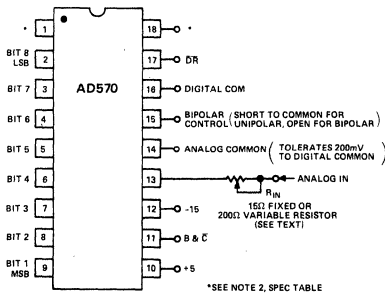 * 1 18 *
BIT 8 LSB 2 17 D̅R̅
BIT 7 3 AD570 16 DIGITAL COM
BIT 6 4 15 BIPOLAR CONTROL (SHORT TO COMMON FOR UNIPOLAR, OPEN FOR BIPOLAR)
BIT 5 5 14 ANALOG COMMON (TOLERATES 200mV TO DIGITAL COMMON)
BIT 4 6 13 ANALOG IN
R_IN
BIT 3 7 12 -15
15Ω FIXED OR
200Ω VARIABLE RESISTOR
(SEE TEXT)
BIT 2 8 11 B & C̅
BIT 1 MSB 9 10 +5
*SEE NOTE 2, SPEC TABLE